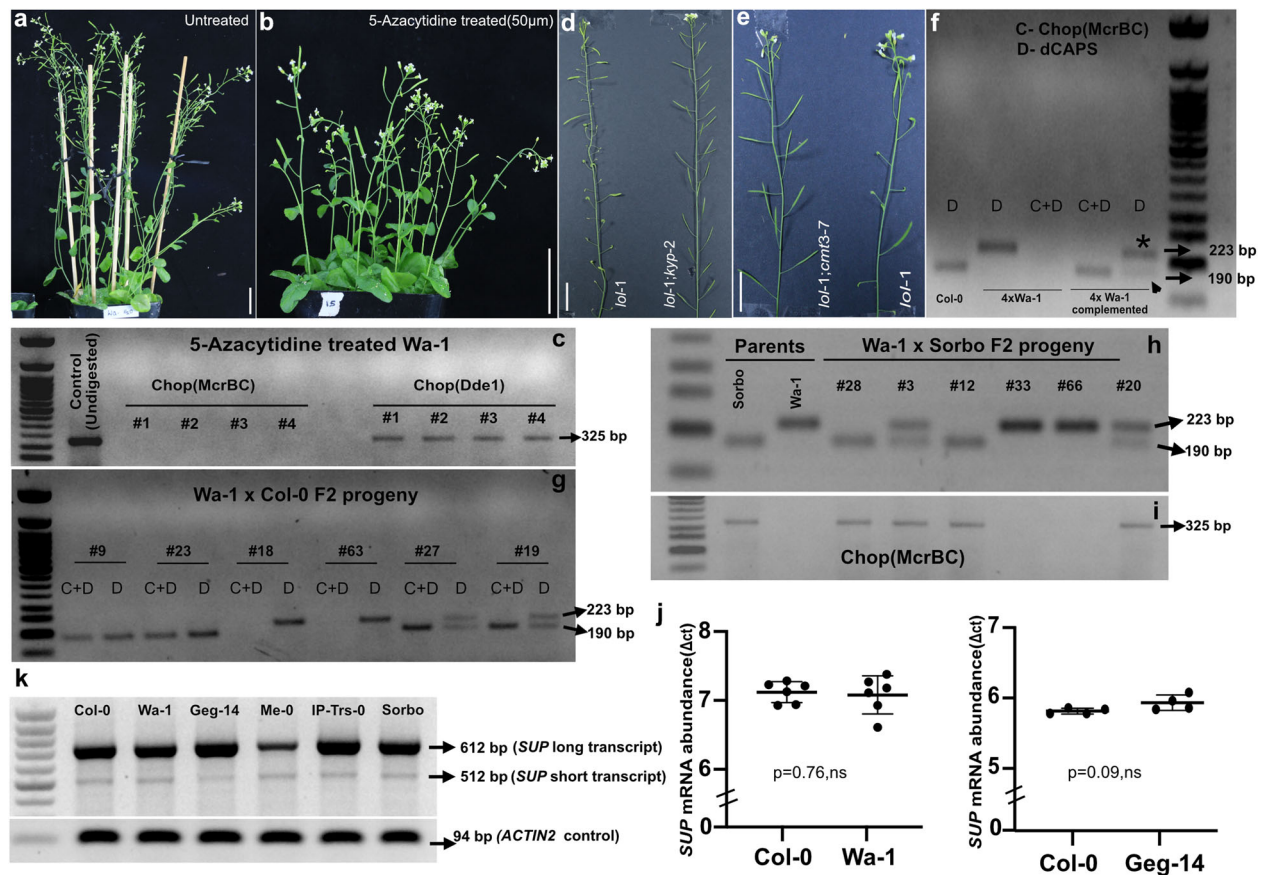 a
Untreated
b
5-Azacytidine treated(50µm)
d
lol-1
lol-1;kyp-2
e
lol-1;cmt3-7
lol-1
f
C- Chop(McrBC)
D- dCAPS
D
D
C+D
C+D
D
*
223 bp
190 bp
Col-0
4xWa-1
4x Wa-1
complemented
c
5-Azacytidine treated Wa-1
Control
(Undigested)
Chop(McrBC)
Chop(Dde1)
#1
#2
#3
#4
#1
#2
#3
#4
325 bp
g
Wa-1 x Col-0 F2 progeny
#9
#23
#18
#63
#27
#19
C+D
D
C+D
D
C+D
D
C+D
D
C+D
D
C+D
D
223 bp
190 bp
h
Parents
Wa-1 x Sorbo F2 progeny
Sorbo
Wa-1
#28
#3
#12
#33
#66
#20
223 bp
190 bp
i
325 bp
Chop(McrBC)
j
SUP mRNA abundance(Δct)
8
7
6
0
p=0.76,ns
Col-0
Wa-1
SUP mRNA abundance(Δct)
7
6
5
0
p=0.09,ns
Col-0
Geg-14
k
Col-0
Wa-1
Geg-14
Me-0
IP-Trs-0
Sorbo
612 bp (SUP long transcript)
512 bp (SUP short transcript)
94 bp (ACTIN2 control)